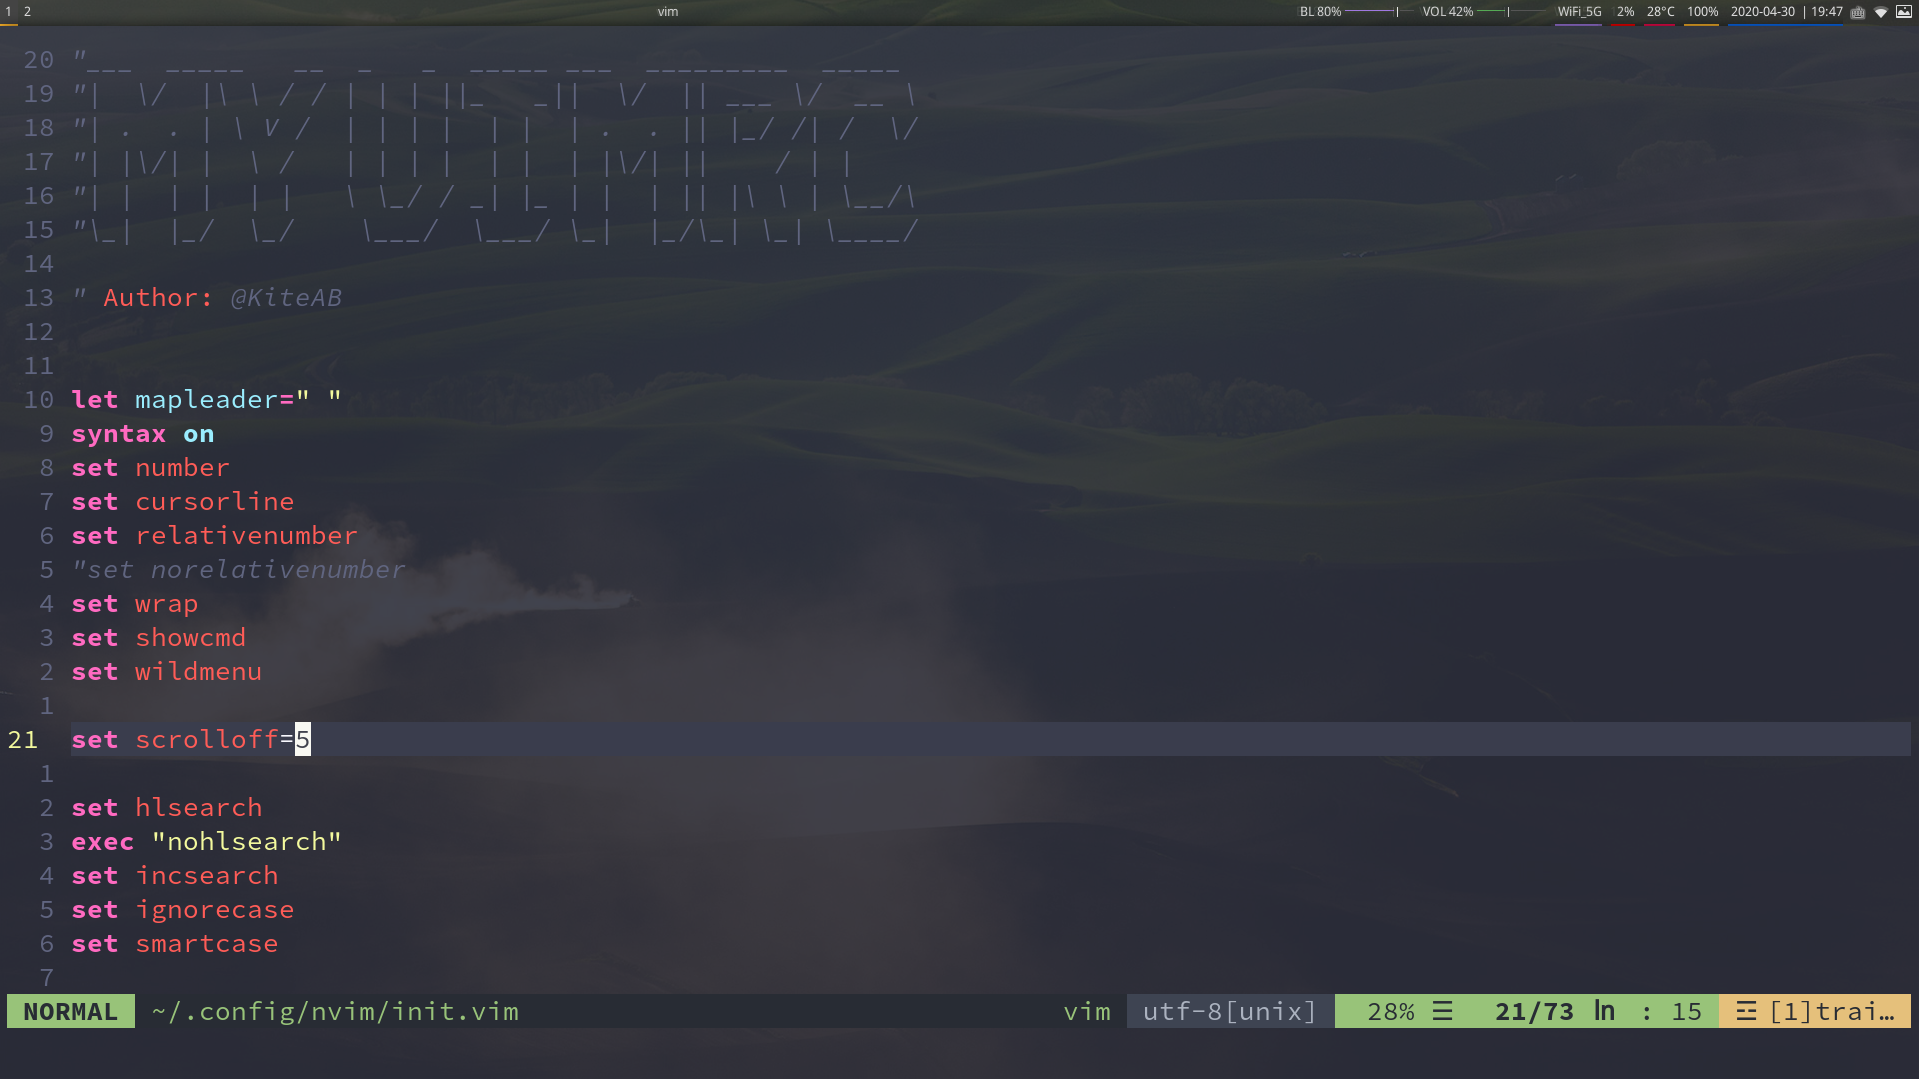 1 2 vim BL 80% VOL 42% WiFi_5G 2% 28°C 100% 2020-04-30 | 19:47
20 "___  _____   __  _   _  _____ ___  _________  _____
19 "|  \/  |\ \ / / | | | ||_   _||  \/  || ___ \/  __ \
18 "| .  . | \ V /  | | | |  | |  | .  . || |_/ /| /  \/
17 "| |\/| |  \ /   | | | |  | |  | |\/| ||    / | |
16 "| |  | |  | |   \ \_/ / _| |_ | |  | || |\ \ | \__/\
15 "\_|  |_/  \_/    \___/  \___/ \_|  |_/\_| \_| \____/
14
13 " Author: @KiteAB
12
11
10 let mapleader=" "
9 syntax on
8 set number
7 set cursorline
6 set relativenumber
5 "set norelativenumber
4 set wrap
3 set showcmd
2 set wildmenu
1
21 set scrolloff=5
1
2 set hlsearch
3 exec "nohlsearch"
4 set incsearch
5 set ignorecase
6 set smartcase
7
NORMAL ~/.config/nvim/init.vim vim utf-8[unix] 28% ☰ 21/73 ln : 15 ☲ [1]trai…